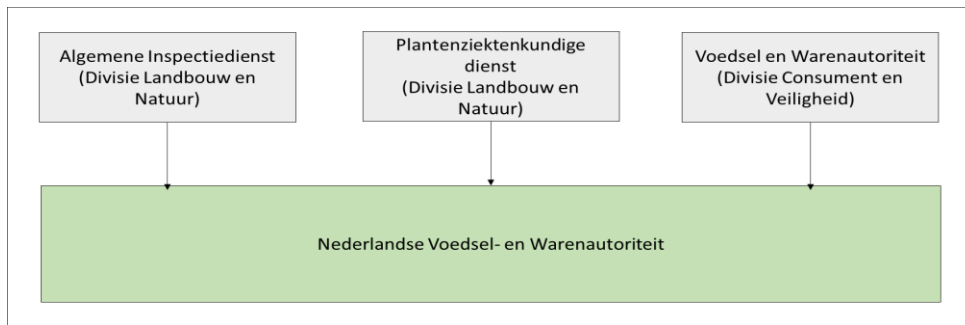 Algemene Inspectiedienst
(Divisie Landbouw en
Natuur)
Plantenziektenkundige
dienst
(Divisie Landbouw en
Natuur)
Voedsel en Warenautoriteit
(Divisie Consument en
Veiligheid)
Nederlandse Voedsel- en Warenautoriteit